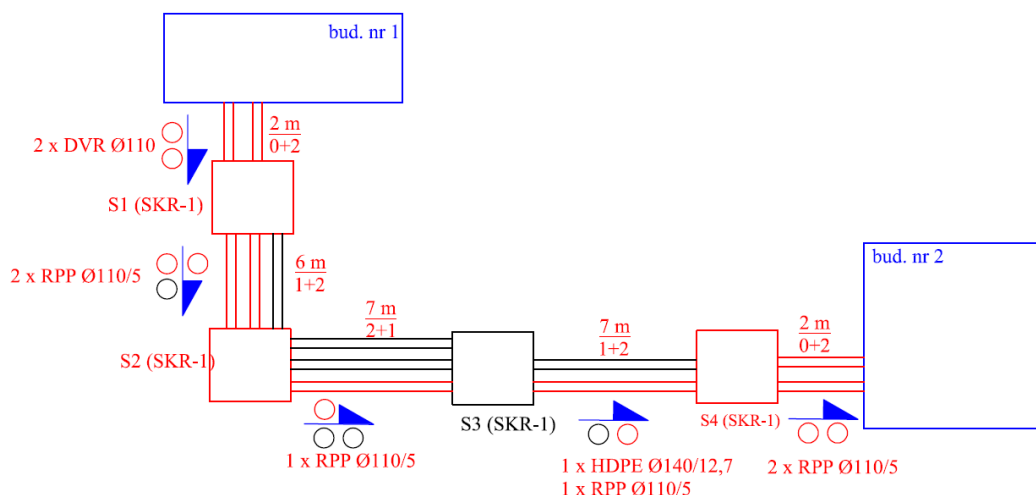 bud. nr 1
2 x DVR Ø110
2 m
0+2
S1 (SKR-1)
2 x RPP Ø110/5
6 m
1+2
bud. nr 2
7 m
2+1
7 m
1+2
2 m
0+2
S2 (SKR-1)
S3 (SKR-1)
S4 (SKR-1)
1 x RPP Ø110/5
1 x HDPE Ø140/12,7
1 x RPP Ø110/5
2 x RPP Ø110/5